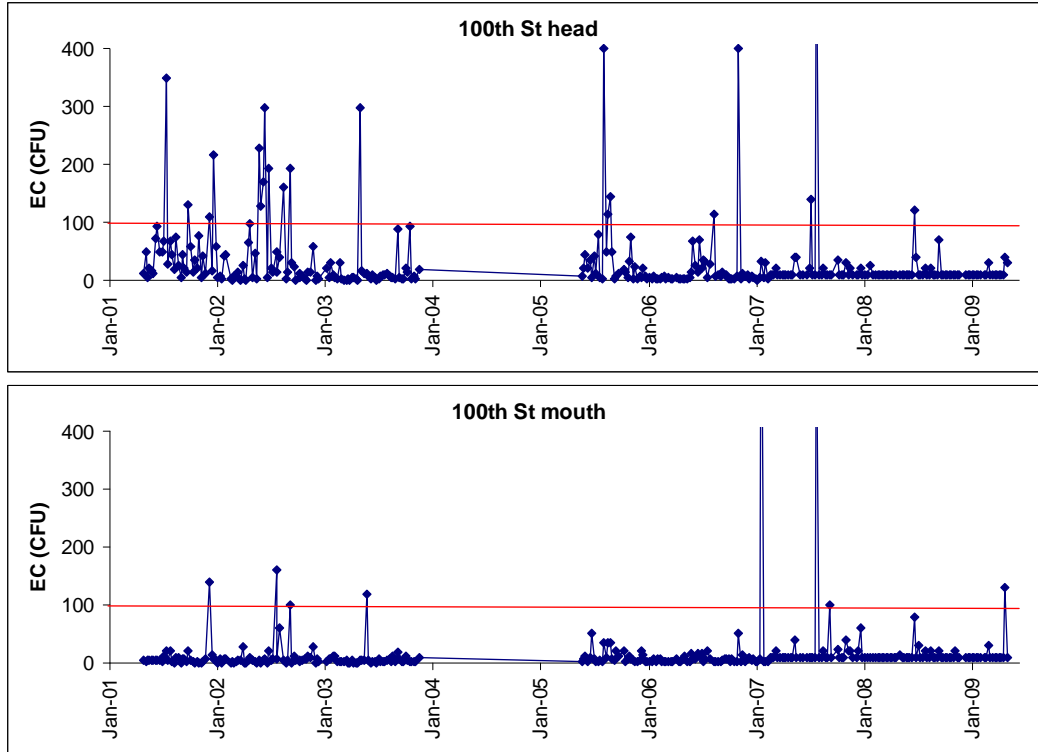 100th St head
EC (CFU)
400
300
200
100
0
Jan-01
Jan-02
Jan-03
Jan-04
Jan-05
Jan-06
Jan-07
Jan-08
Jan-09
100th St mouth
EC (CFU)
400
300
200
100
0
Jan-01
Jan-02
Jan-03
Jan-04
Jan-05
Jan-06
Jan-07
Jan-08
Jan-09